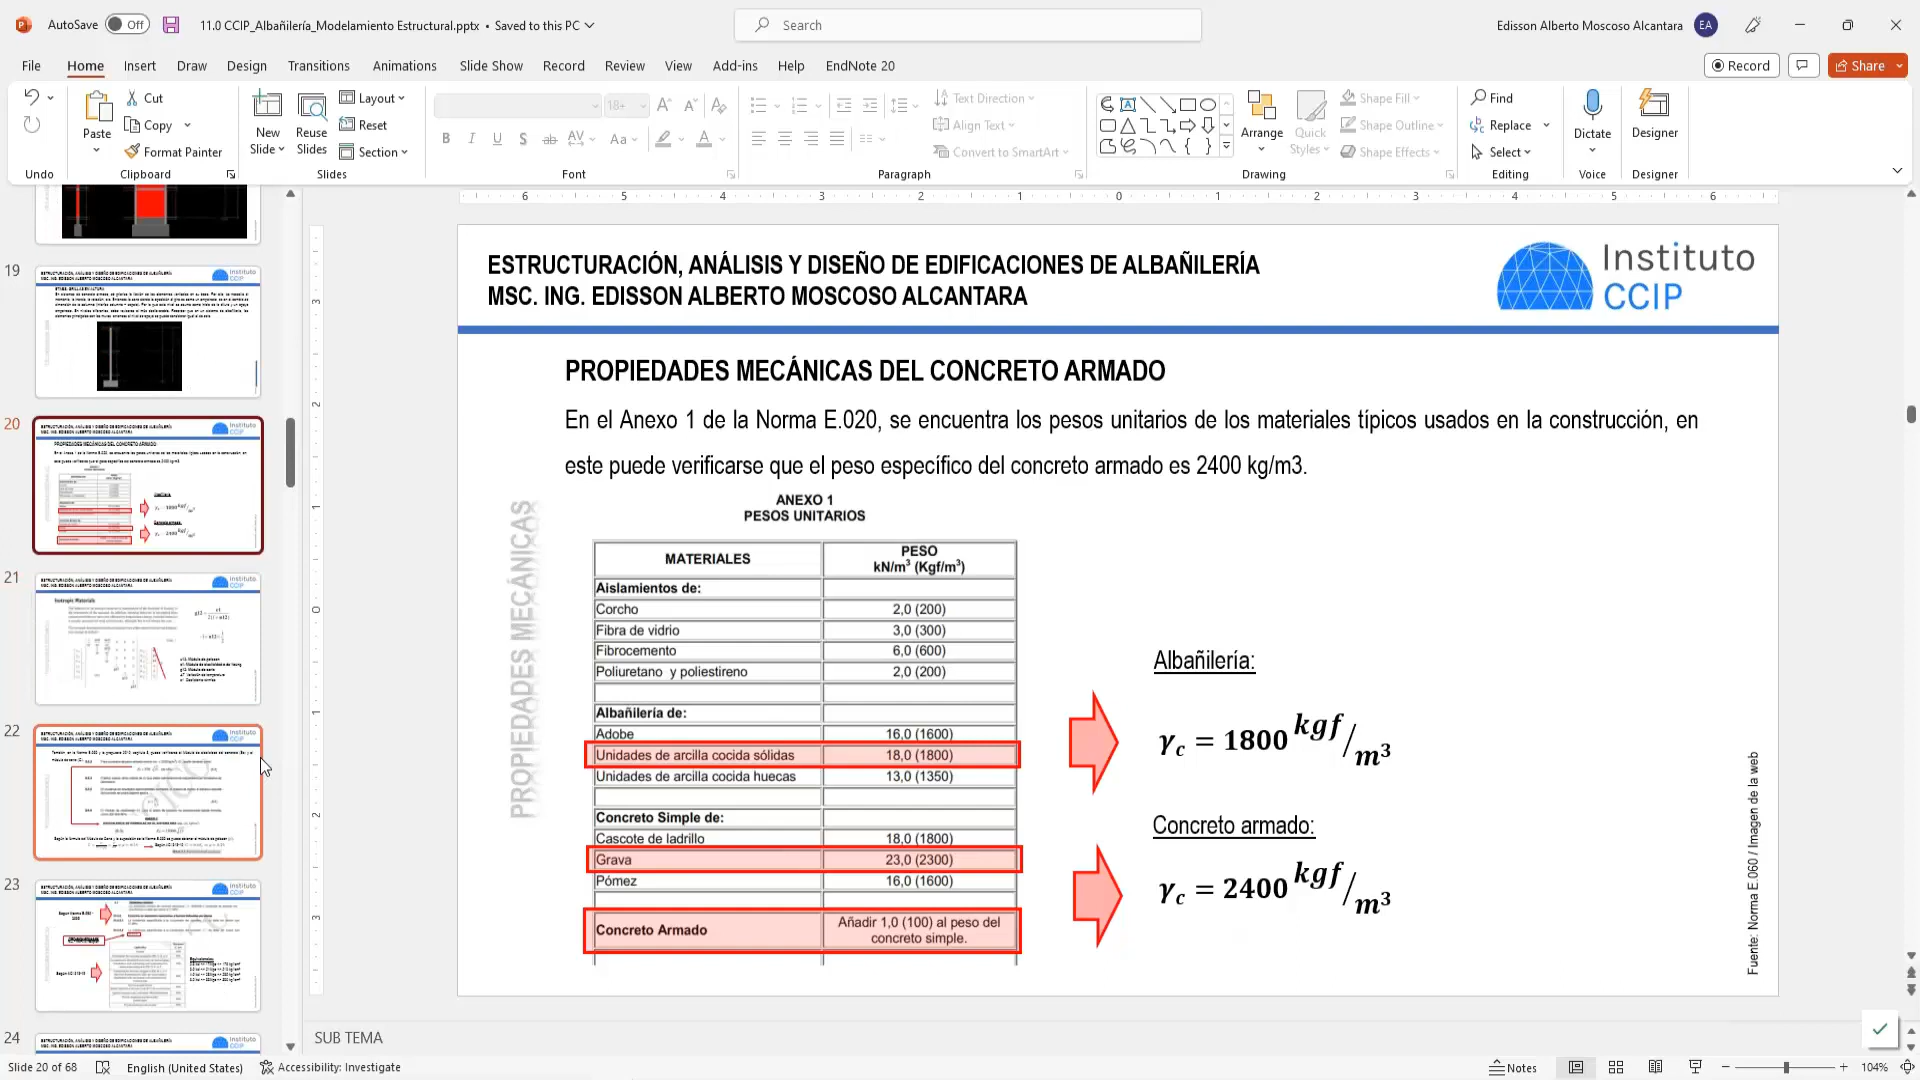 AutoSave Off 11.0 CCIP_Albañilería_Modelamiento Estructural.pptx • Saved to this PC Search Edisson Alberto Moscoso Alcantara EA
File Home Insert Draw Design Transitions Animations Slide Show Record Review View Add-ins Help EndNote 20 Record Share
Paste Cut Copy Format Painter
New Slide Reuse Slides Layout Reset Section
18+
Text Direction Align Text Convert to SmartArt
Arrange Quick Styles Shape Fill Shape Outline Shape Effects
Find Replace Select Dictate Designer
Undo Clipboard Slides Font Paragraph Drawing Editing Voice Designer
19
20
21
22
23
24
ESTRUCTURACIÓN, ANÁLISIS Y DISEÑO DE EDIFICACIONES DE ALBAÑILERÍA
MSC. ING. EDISSON ALBERTO MOSCOSO ALCANTARA
Instituto
CCIP
PROPIEDADES MECÁNICAS DEL CONCRETO ARMADO
En el Anexo 1 de la Norma E.020, se encuentra los pesos unitarios de los materiales típicos usados en la construcción, en
este puede verificarse que el peso específico del concreto armado es 2400 kg/m3.
PROPIEDADES MECÁNICAS
ANEXO 1
PESOS UNITARIOS
MATERIALES PESO kN/m³ (Kgf/m³)
Aislamientos de:
Corcho 2,0 (200)
Fibra de vidrio 3,0 (300)
Fibrocemento 6,0 (600)
Poliuretano y poliestireno 2,0 (200)
Albañilería de:
Adobe 16,0 (1600)
Unidades de arcilla cocida sólidas 18,0 (1800)
Unidades de arcilla cocida huecas 13,0 (1350)
Concreto Simple de:
Cascote de ladrillo 18,0 (1800)
Grava 23,0 (2300)
Pómez 16,0 (1600)
Concreto Armado Añadir 1,0 (100) al peso del concreto simple.
Albañilería:
γc = 1800 kgf/m³
Concreto armado:
γc = 2400 kgf/m³
Fuente: Norma E.060 / Imagen de la web
SUB TEMA
Slide 20 of 68 English (United States) Accessibility: Investigate Notes 104%